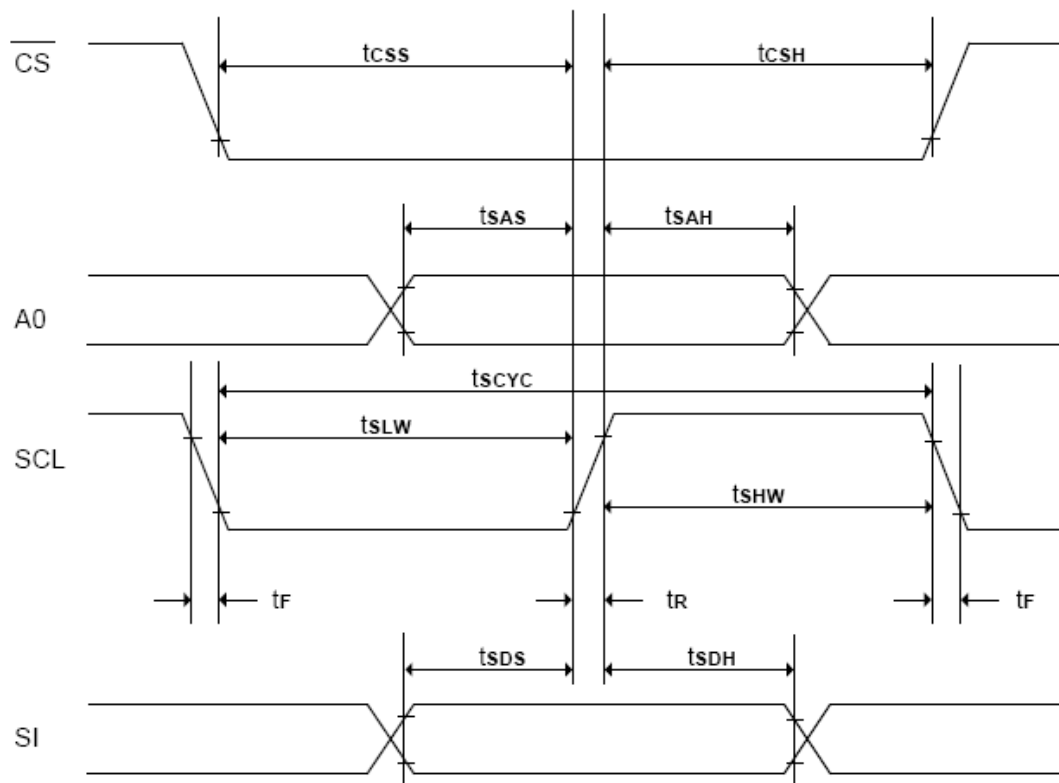 CS
tCSS
tCSH
tSAS
tSAH
A0
tSCYC
tSLW
SCL
tSHW
tF
tR
tF
tSDS
tSDH
SI